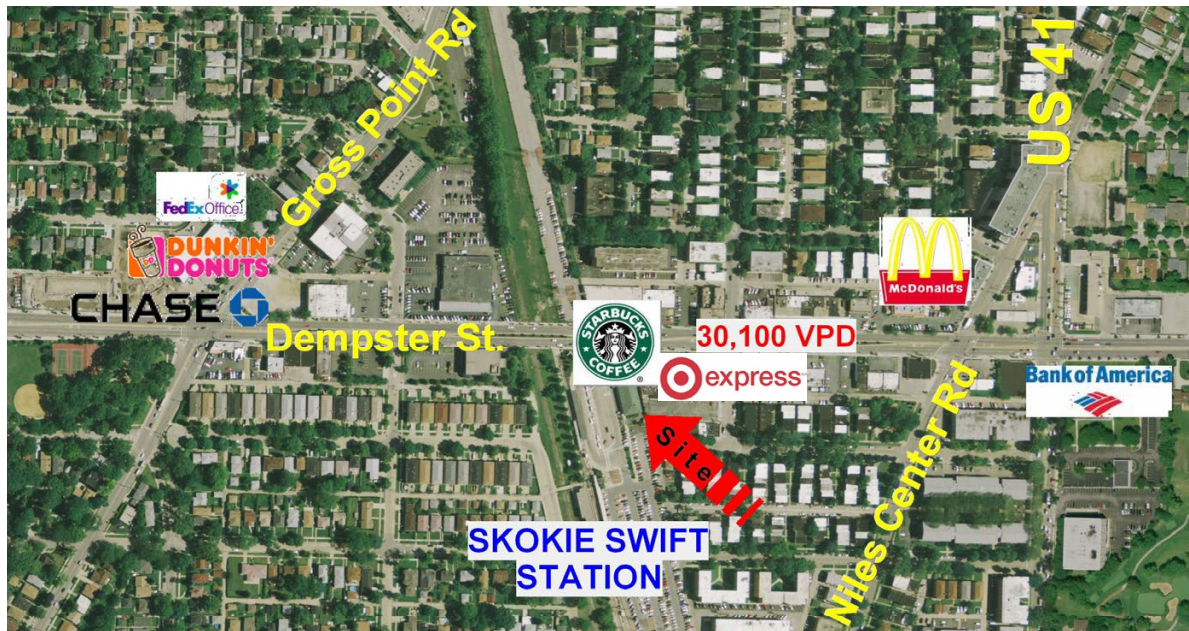 Gross Point Rd
US 41
FedEx Office
DUNKIN'
DONUTS
McDonald's
CHASE
Dempster St.
STARBUCKS
COFFEE
30,100 VPD
express
Bank of America
Site
Niles Center Rd
SKOKIE SWIFT
STATION